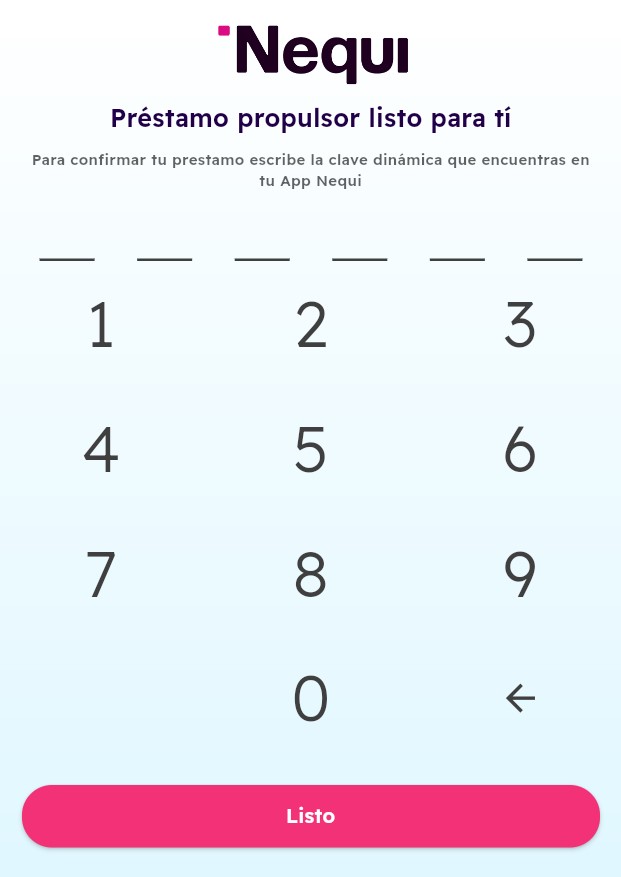 Nequi
Préstamo propulsor listo para tí
Para confirmar tu prestamo escribe la clave dinámica que encuentras en
tu App Nequi
1 2 3
4 5 6
7 8 9
0 ←
Listo